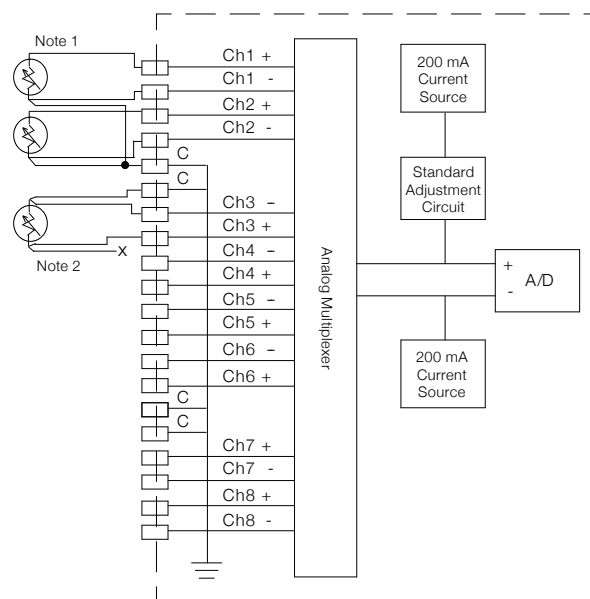 Note 1
Ch1 +
Ch1 -
Ch2 +
Ch2 -
C
C
Ch3 –
Ch3 +
Ch4 –
Ch4 +
Ch5 –
Ch5 +
Ch6 –
Ch6 +
C
C
Ch7 +
Ch7 -
Ch8 +
Ch8 -
Note 2
X
Analog Multiplexer
200 mA
Current
Source
Standard
Adjustment
Circuit
+
-
A/D
200 mA
Current
Source